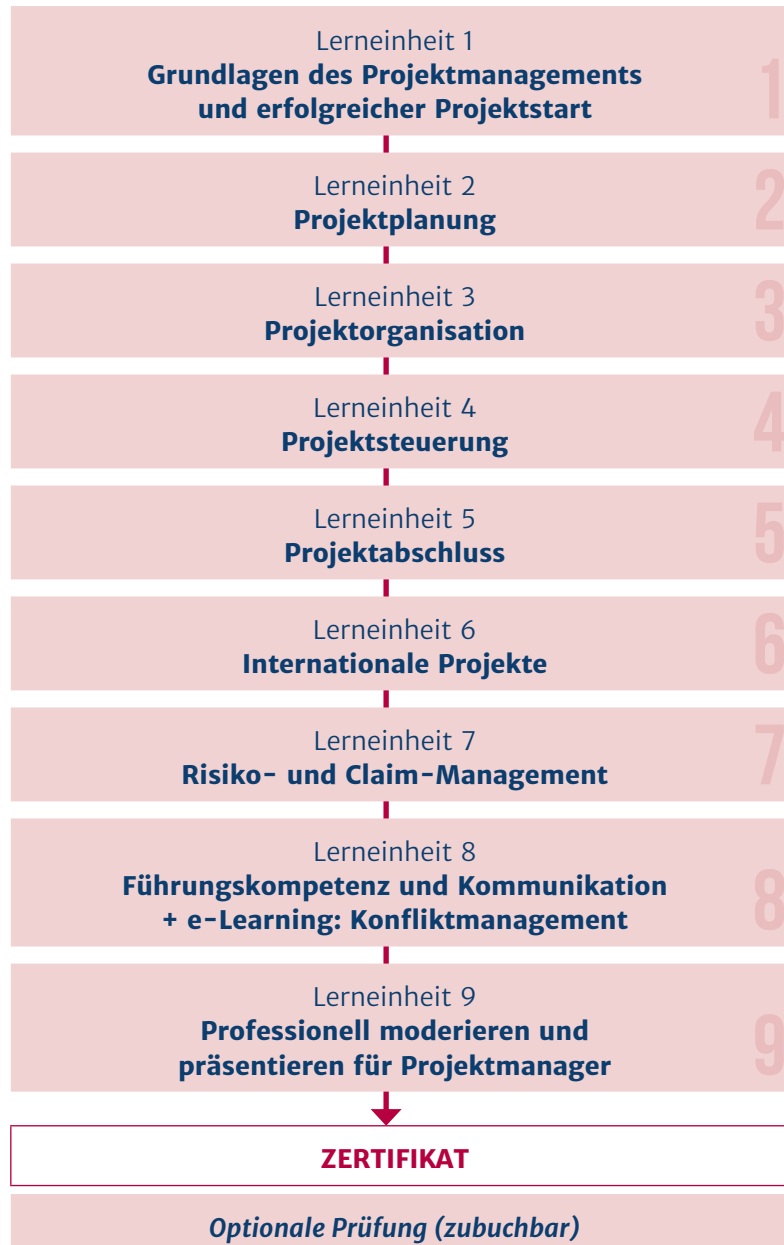 Lerneinheit 1
Grundlagen des Projektmanagements
und erfolgreicher Projektstart
1
Lerneinheit 2
Projektplanung
2
Lerneinheit 3
Projektorganisation
3
Lerneinheit 4
Projektsteuerung
4
Lerneinheit 5
Projektabschluss
5
Lerneinheit 6
Internationale Projekte
6
Lerneinheit 7
Risiko- und Claim-Management
7
Lerneinheit 8
Führungskompetenz und Kommunikation
+ e-Learning: Konfliktmanagement
8
Lerneinheit 9
Professionell moderieren und
präsentieren für Projektmanager
9
ZERTIFIKAT
Optionale Prüfung (zubuchbar)